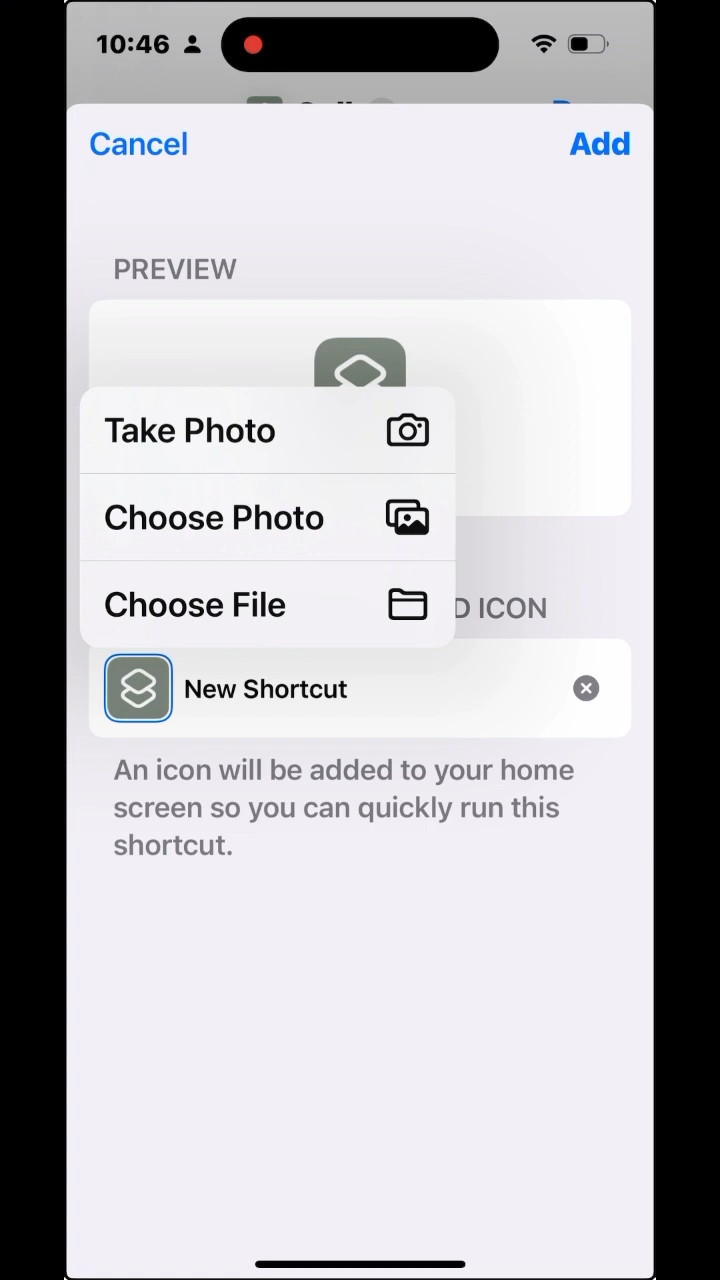 10:46
Cancel
Add
PREVIEW
Take Photo
Choose Photo
Choose File
ICON
New Shortcut
An icon will be added to your home
screen so you can quickly run this
shortcut.